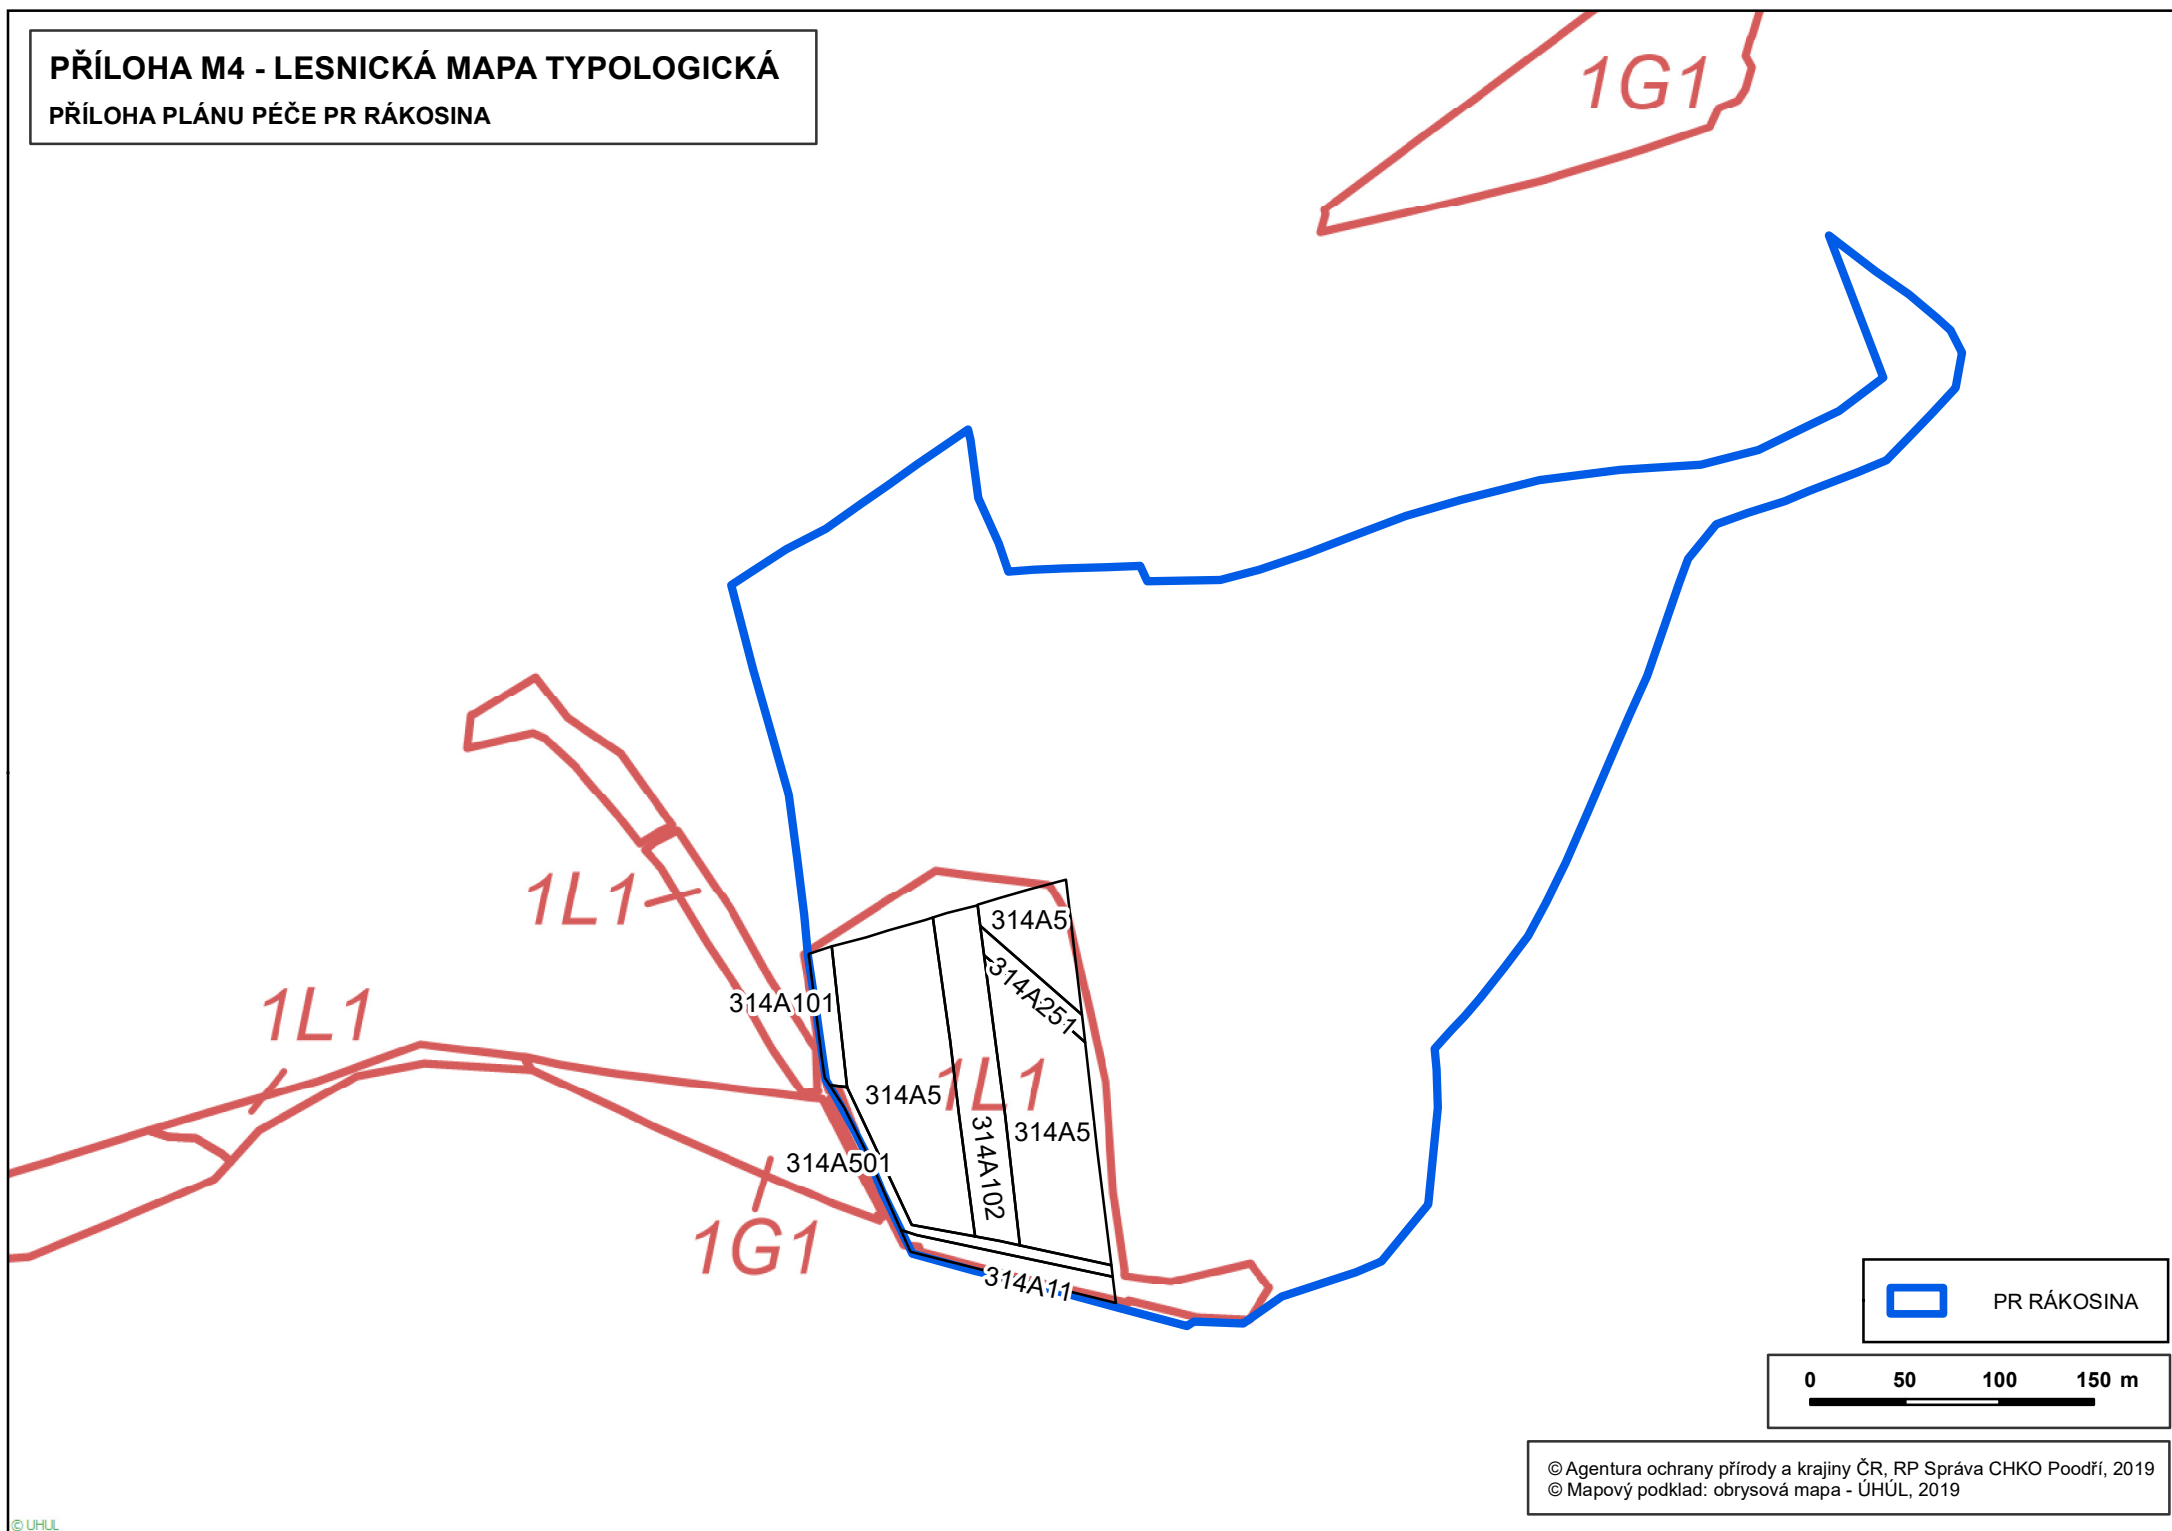 PŘÍLOHA M4 - LESNICKÁ MAPA TYPOLOGICKÁ
PŘÍLOHA PLÁNU PÉČE PR RÁKOSINA
1G1
1L1
314A5
314A251
314A101
1L1
1L1
314A5
314A5
314A102
314A501
1G1
314A11
PR RÁKOSINA
0 50 100 150 m
© Agentura ochrany přírody a krajiny ČR, RP Správa CHKO Poodří, 2019
© Mapový podklad: obrysová mapa - ÚHÚL, 2019
© UHUL